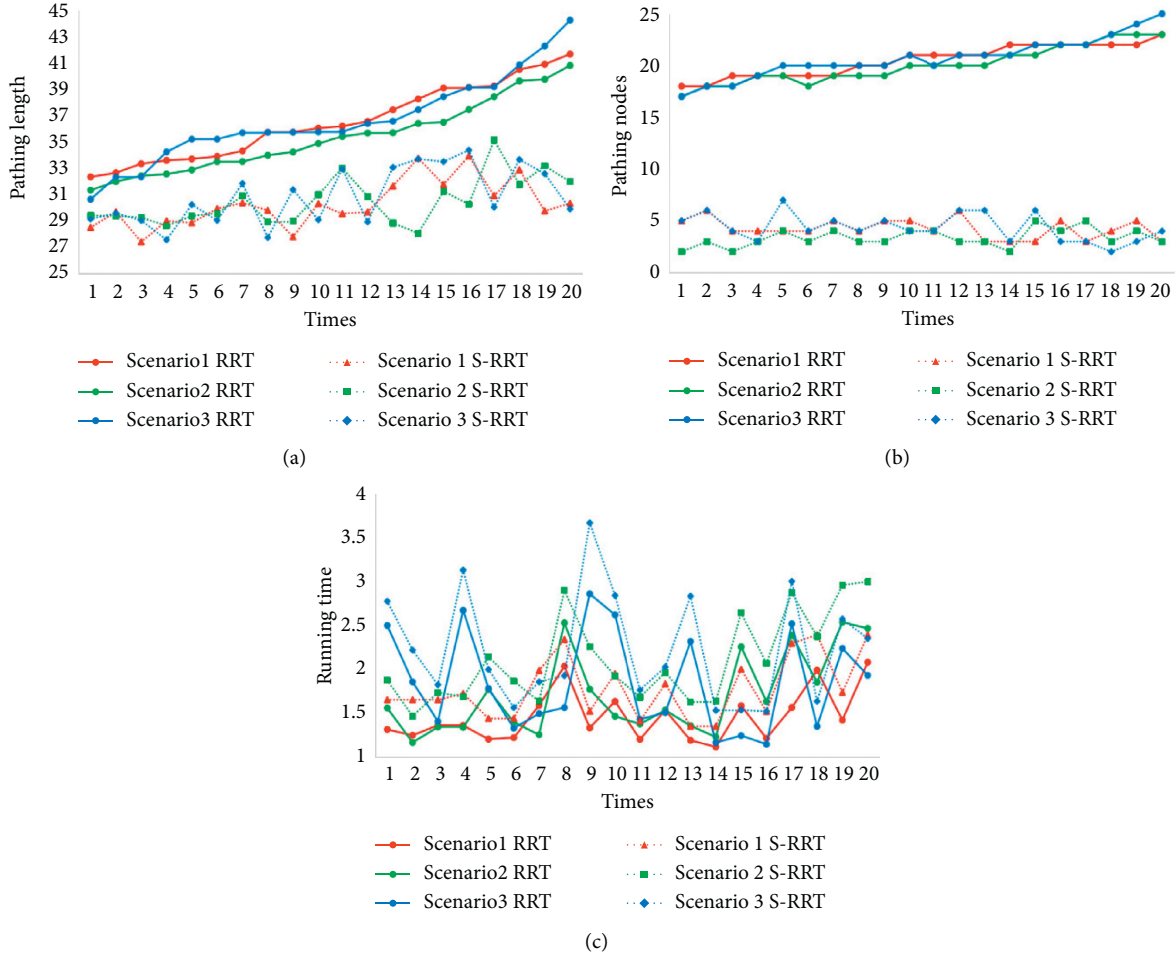 45
43
41
39
37
35
33
31
29
27
25
Pathing length
1 2 3 4 5 6 7 8 9 10 11 12 13 14 15 16 17 18 19 20
Times
Scenario1 RRT
Scenario2 RRT
Scenario3 RRT
Scenario 1 S-RRT
Scenario 2 S-RRT
Scenario 3 S-RRT
(a)
25
20
15
10
5
0
Pathing nodes
1 2 3 4 5 6 7 8 9 10 11 12 13 14 15 16 17 18 19 20
Times
Scenario1 RRT
Scenario2 RRT
Scenario3 RRT
Scenario 1 S-RRT
Scenario 2 S-RRT
Scenario 3 S-RRT
(b)
4
3.5
3
2.5
2
1.5
1
Running time
1 2 3 4 5 6 7 8 9 10 11 12 13 14 15 16 17 18 19 20
Times
Scenario1 RRT
Scenario2 RRT
Scenario3 RRT
Scenario 1 S-RRT
Scenario 2 S-RRT
Scenario 3 S-RRT
(c)